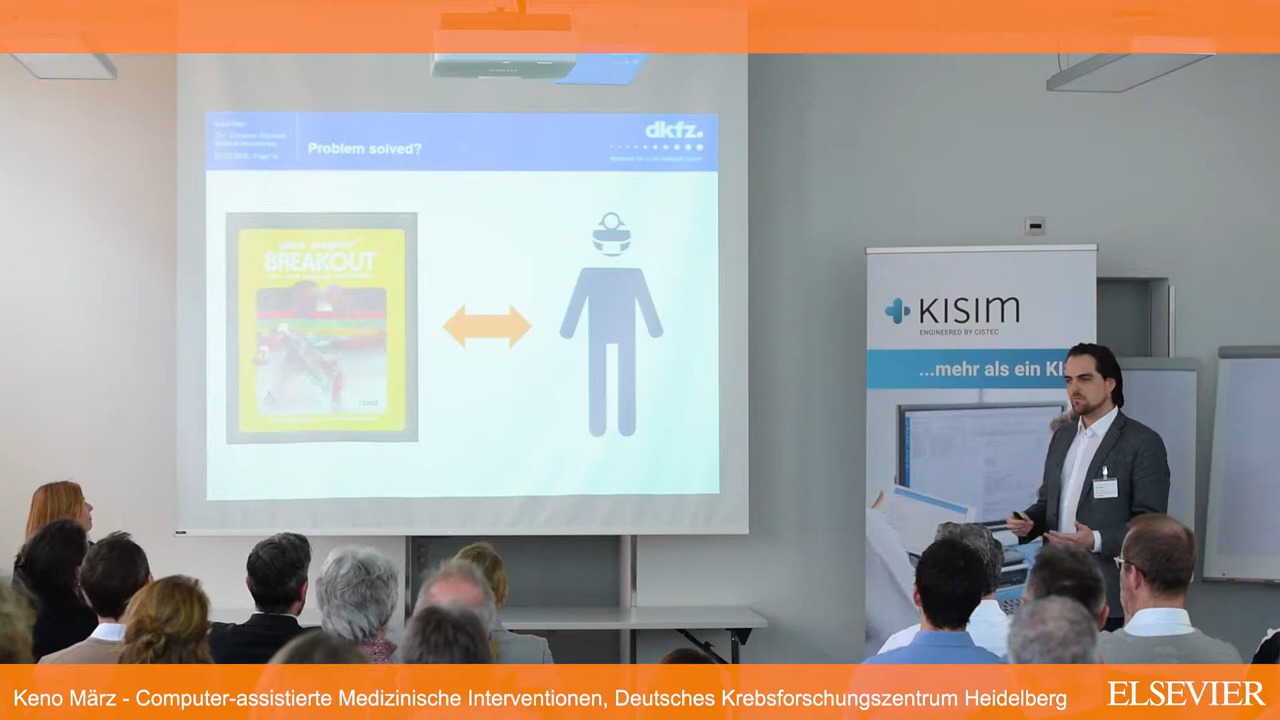 dkfz.
Problem solved?
BREAKOUT
KISIM
ENGINEERED BY CISTEC
...mehr als ein KI
Keno März - Computer-assistierte Medizinische Interventionen, Deutsches Krebsforschungszentrum Heidelberg
ELSEVIER